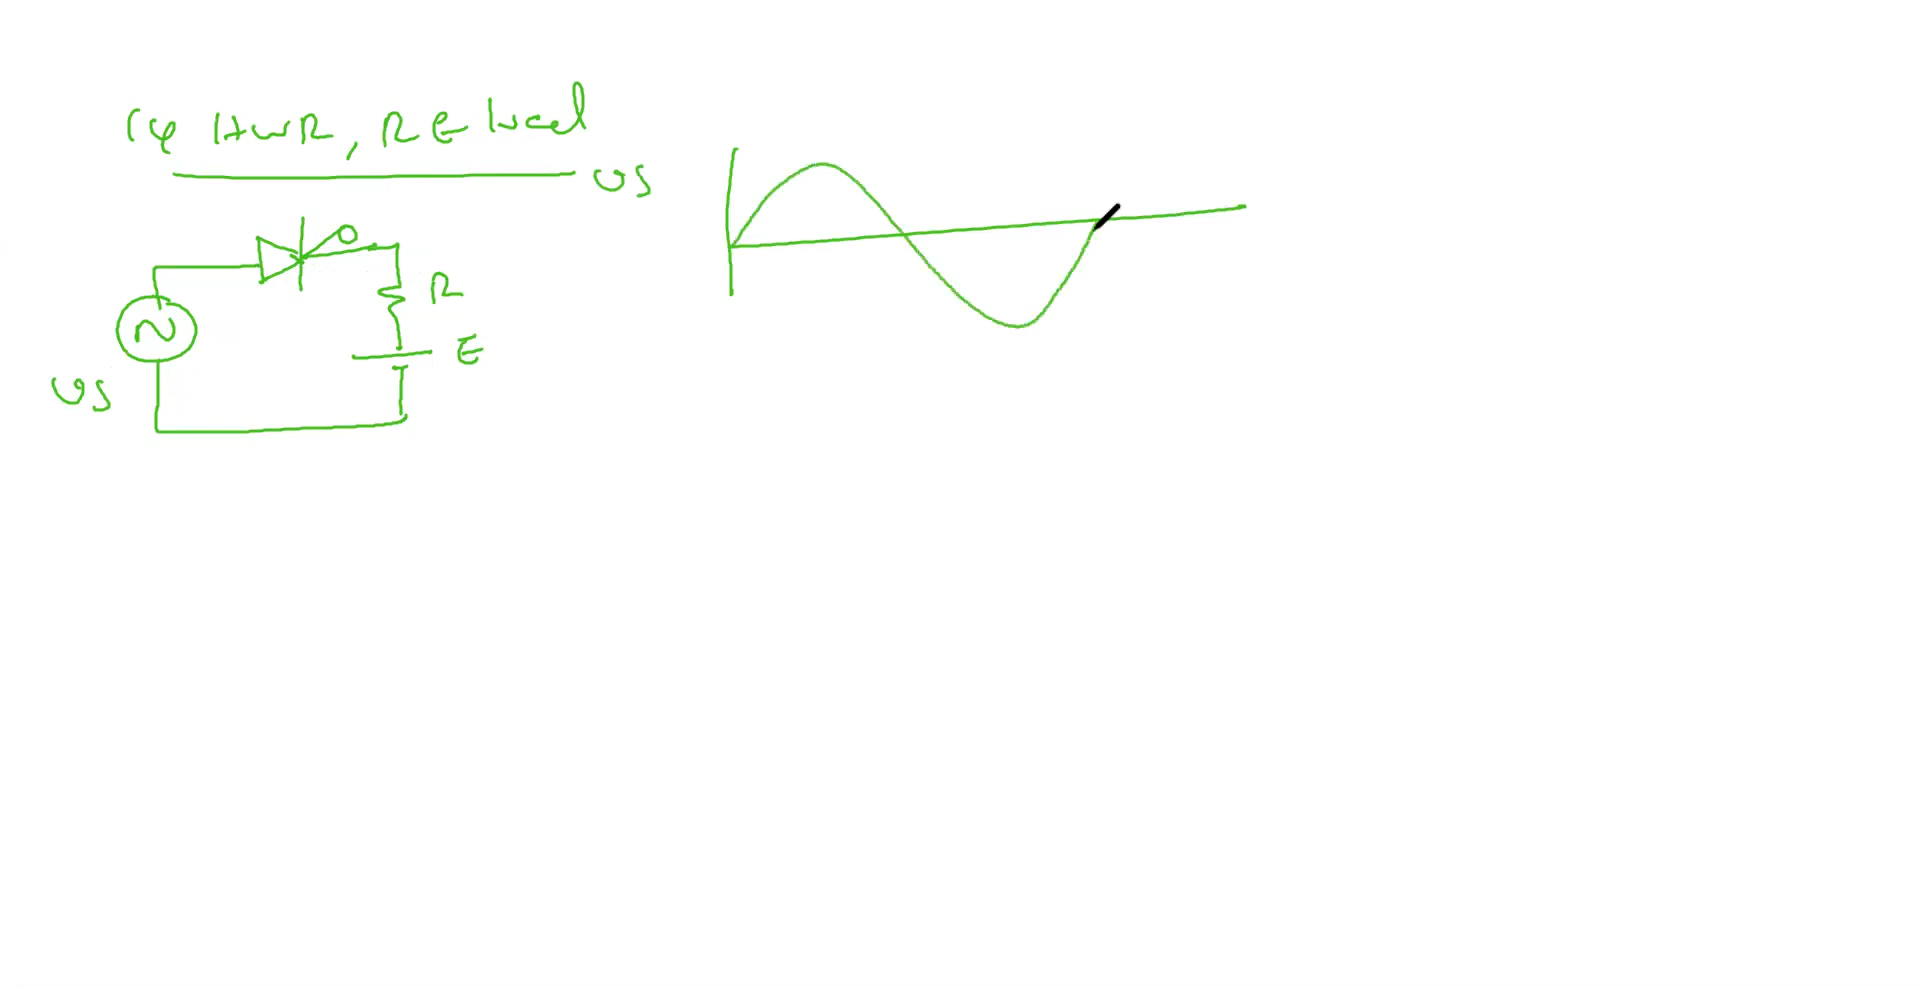 1φ HWR, RE load
vs
R
E
vs